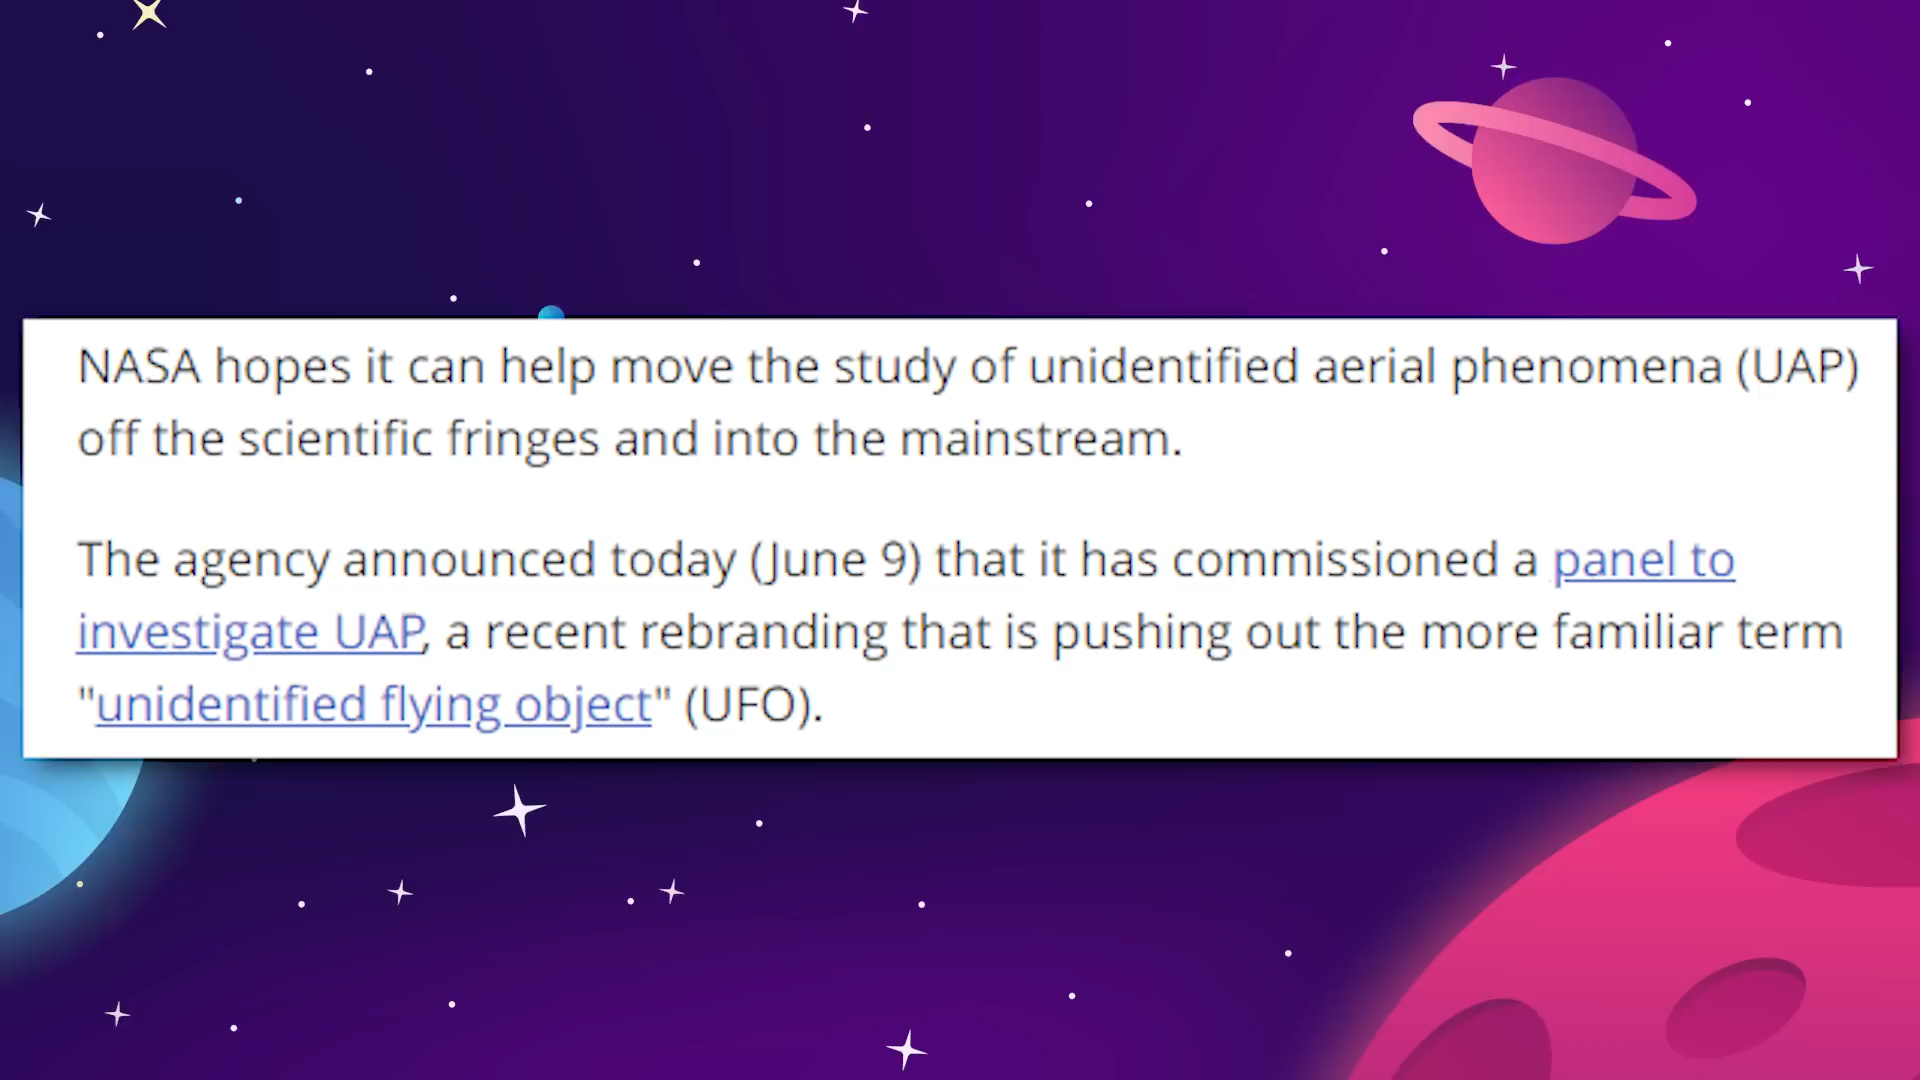 NASA hopes it can help move the study of unidentified aerial phenomena (UAP)
off the scientific fringes and into the mainstream.
The agency announced today (June 9) that it has commissioned a panel to
investigate UAP, a recent rebranding that is pushing out the more familiar term
"unidentified flying object" (UFO).